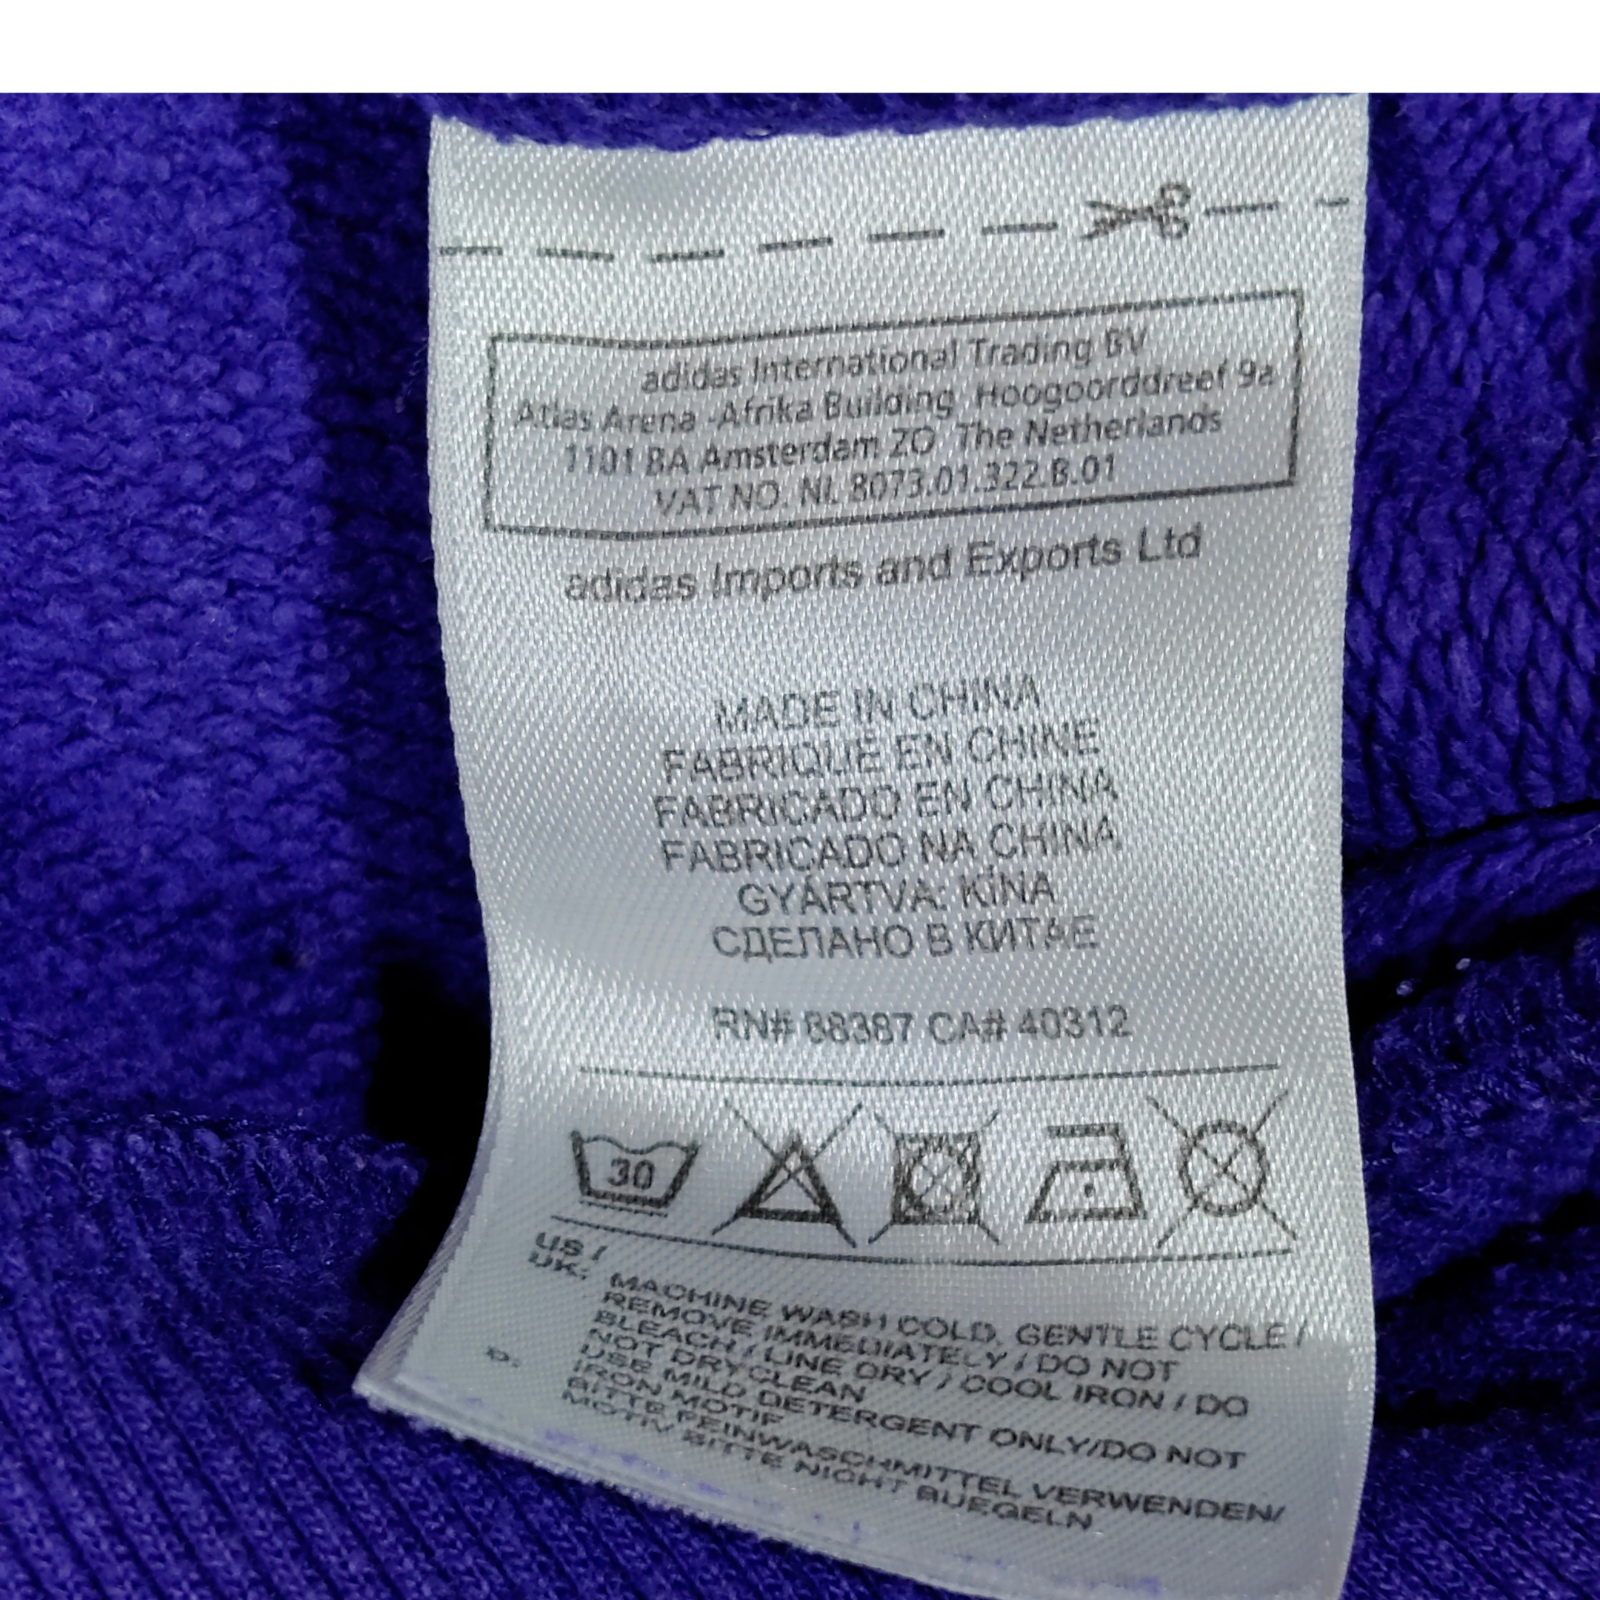 adidas International Trading BV
Atlas Arena -Afrika Building Hoogoorddreef 9a
1101 BA Amsterdam ZO The Netherlands
VAT NO. NL 8073.01.322.B.01
adidas Imports and Exports Ltd
MADE IN CHINA
FABRIQUÉ EN CHINE
FABRICADO EN CHINA
FABRICADO NA CHINA
GYÁRTVA: KÍNA
СДЕЛАНО В КИТАЕ
RN# 88387 CA# 40312
30
US /
UK: MACHINE WASH COLD, GENTLE CYCLE /
REMOVE IMMEDIATELY / DO NOT
BLEACH / LINE DRY / COOL IRON / DO
NOT DRYCLEAN
USE MILD DETERGENT ONLY/DO NOT
IRON MOTIF
D: BITTE FEINWASCHMITTEL VERWENDEN/
MOTIV BITTE NICHT BUEGELN